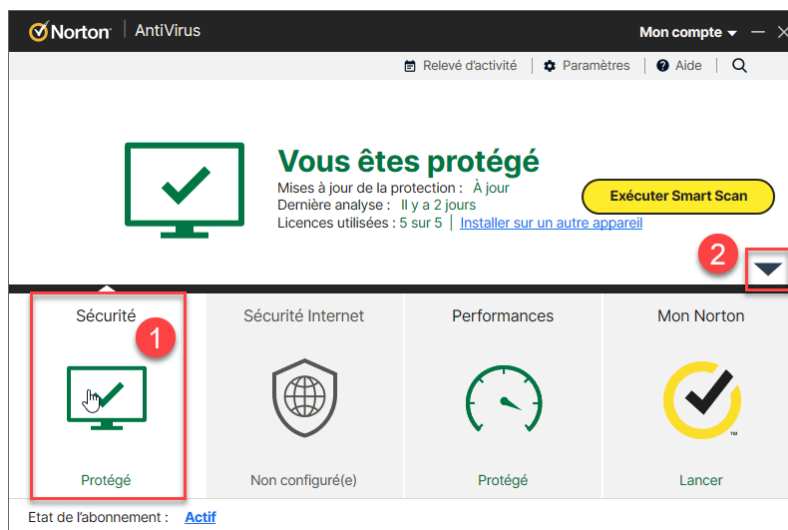 Norton | AntiVirus
Mon compte
Relevé d'activité | Paramètres | Aide
Vous êtes protégé
Mises à jour de la protection : À jour
Dernière analyse : Il y a 2 jours
Licences utilisées : 5 sur 5 | Installer sur un autre appareil
Exécuter Smart Scan
2
Sécurité
1
Protégé
Sécurité Internet
Non configuré(e)
Performances
Protégé
Mon Norton
TM
Lancer
Etat de l'abonnement : Actif